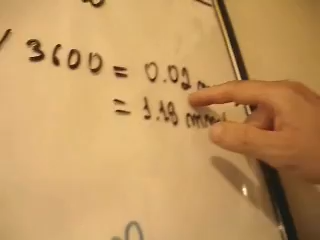 / 3600 = 0.02
= 1.18